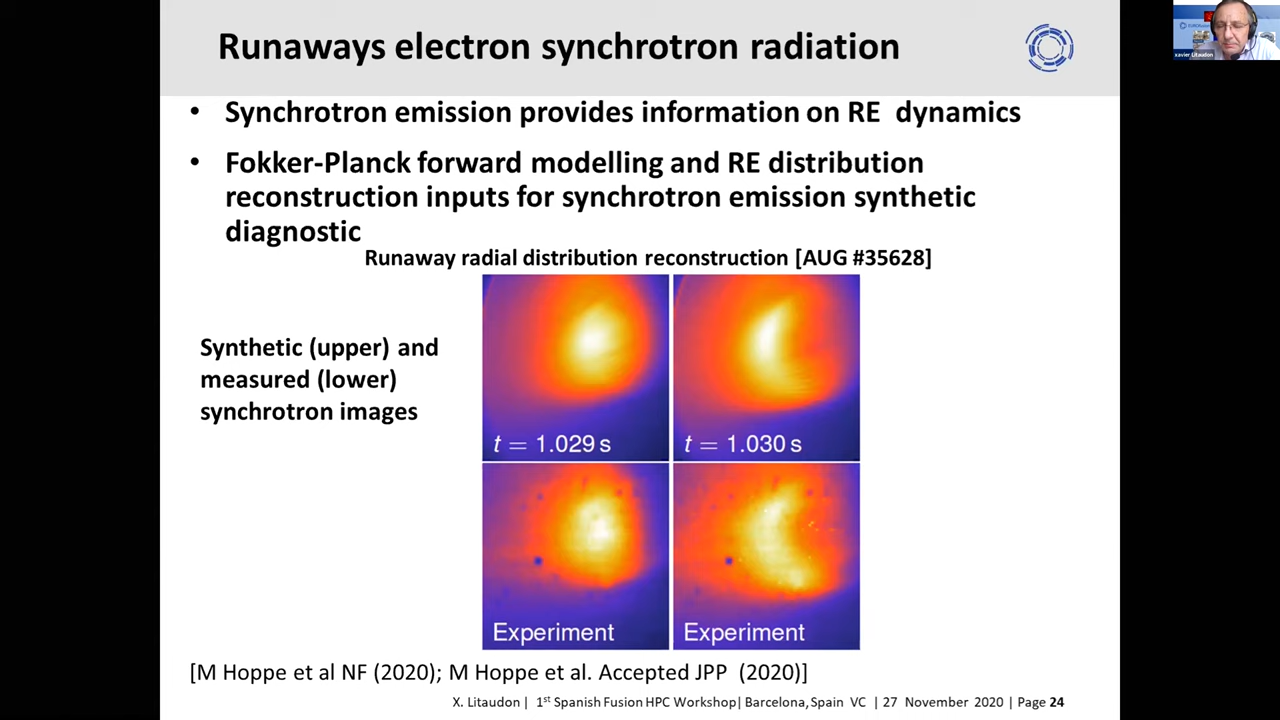 Runaways electron synchrotron radiation
• Synchrotron emission provides information on RE dynamics
• Fokker-Planck forward modelling and RE distribution
reconstruction inputs for synchrotron emission synthetic
diagnostic
Runaway radial distribution reconstruction [AUG #35628]
Synthetic (upper) and
measured (lower)
synchrotron images
t = 1.029 s
t = 1.030 s
Experiment
Experiment
[M Hoppe et al NF (2020); M Hoppe et al. Accepted JPP (2020)]
X. Litaudon | 1st Spanish Fusion HPC Workshop| Barcelona, Spain VC | 27 November 2020 | Page 24
xavier Litaudon